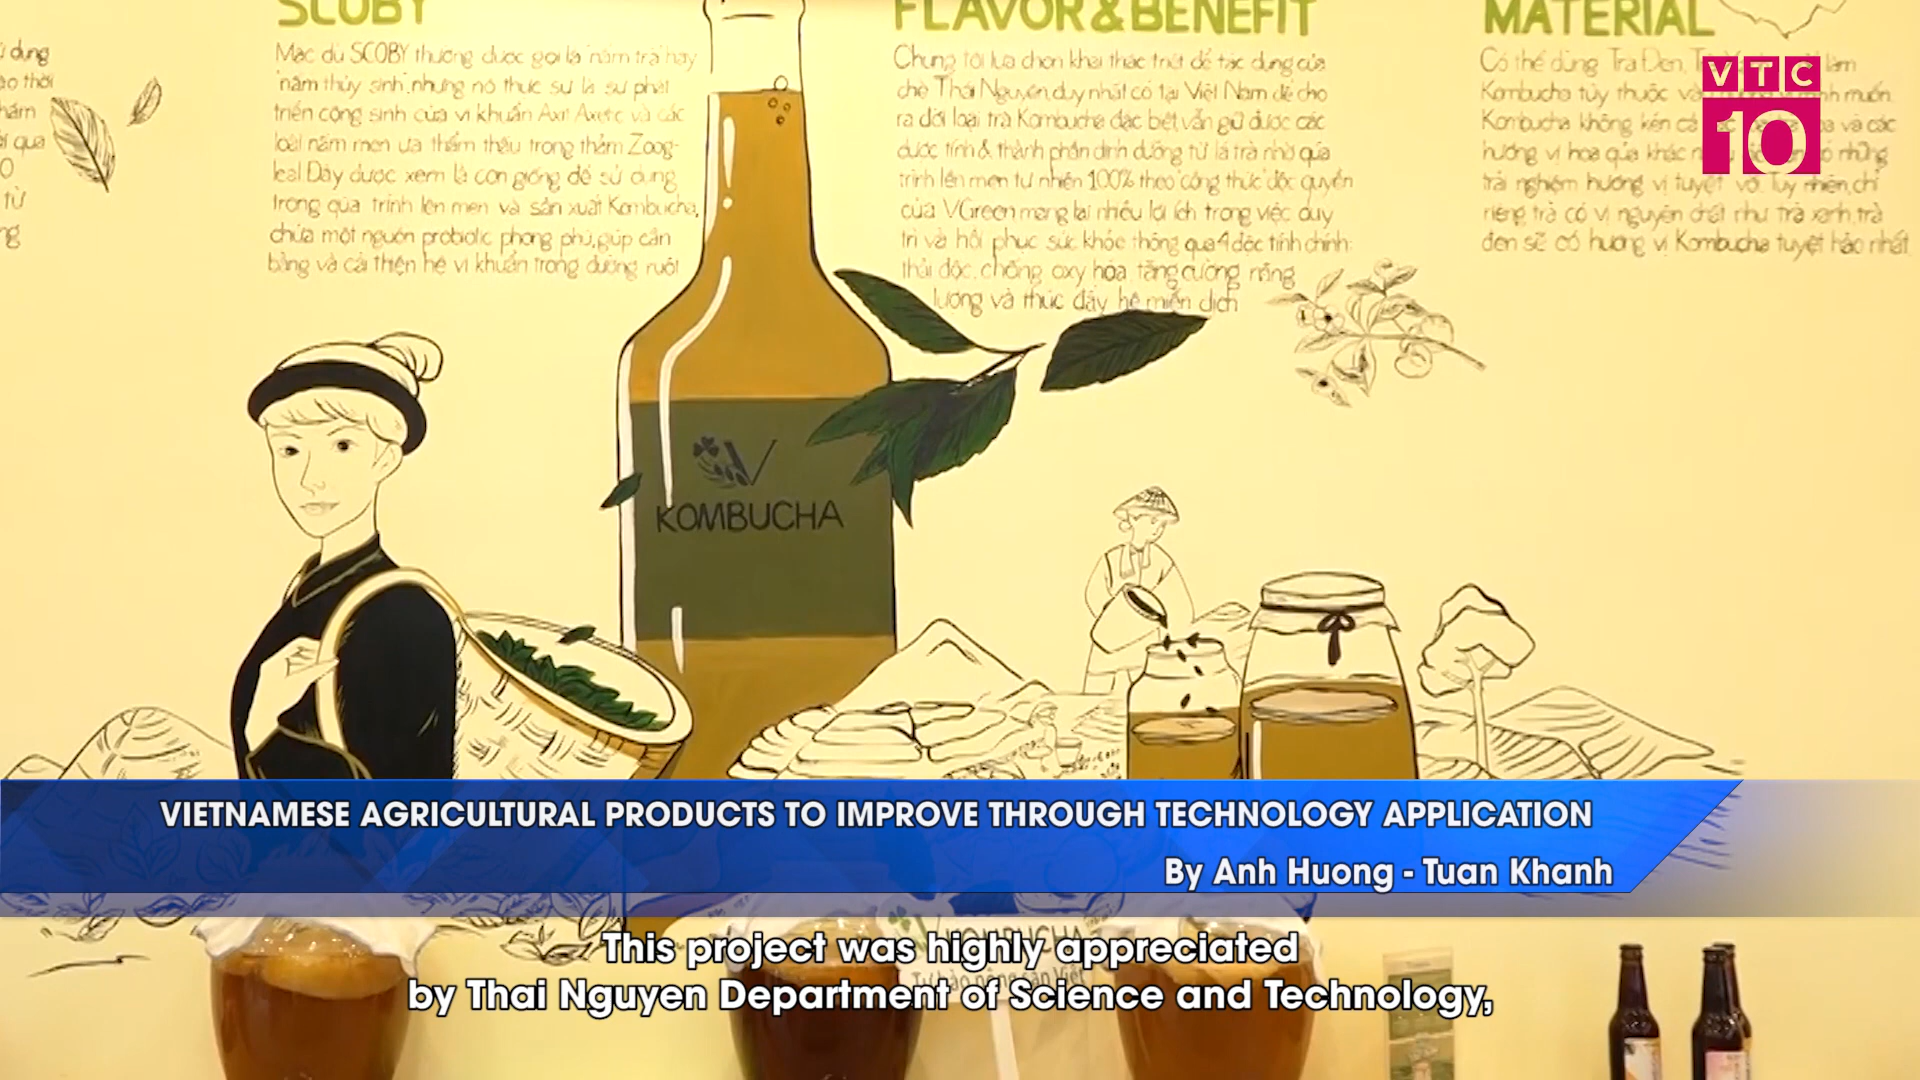 SCOBY
Mặc dù SCOBY thường được gọi là nấm trà hay
"nấm thủy sinh", nhưng nó thực sự là sự phát
triển cộng sinh của vi khuẩn Axit Axetic và các
loài nấm men ưa thẩm thấu trong thảm Zoog-
leal. Đây được xem là con giống để sử dụng
trong quá trình lên men và sản xuất Kombucha,
chứa một nguồn probiotic phong phú, giúp cân
bằng và cải thiện hệ vi khuẩn trong đường ruột
FLAVOR & BENEFIT
Chúng tôi lựa chọn khai thác triệt để tác dụng của
chè Thái Nguyên duy nhất có tại Việt Nam để cho
ra đời loại trà Kombucha đặc biệt, vẫn giữ được các
dược tính & thành phần dinh dưỡng từ lá trà nhờ quá
trình lên men tự nhiên 100% theo công thức độc quyền
của VGreen mang lại nhiều lợi ích trong việc duy
trì và hồi phục sức khỏe thông qua 4 đặc tính chính:
thải độc, chống oxy hóa, tăng cường năng
lượng và thúc đẩy hệ miễn dịch
MATERIAL
Có thể dùng Trà Đen, làm
Kombucha tùy thuộc muốn.
Kombucha không kén và các
hương vị hoa quả khác những
trải nghiệm hương vị tuyệt vời. Tuy nhiên, chỉ
riêng trà có vị nguyên chất như trà xanh, trà
đen sẽ có hương vị Kombucha tuyệt hảo nhất
VTC
10
V
KOMBUCHA
VIETNAMESE AGRICULTURAL PRODUCTS TO IMPROVE THROUGH TECHNOLOGY APPLICATION
By Anh Huong - Tuan Khanh
KOMBUCHA
This project was highly appreciated
by Thai Nguyen Department of Science and Technology,